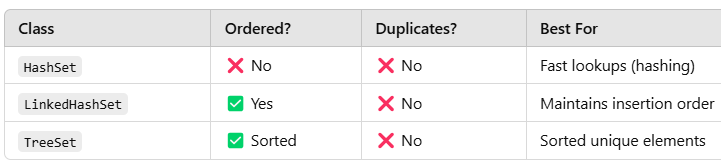 Class Ordered? Duplicates? Best For
HashSet ❌ No ❌ No Fast lookups (hashing)
LinkedHashSet ✅ Yes ❌ No Maintains insertion order
TreeSet ✅ Sorted ❌ No Sorted unique elements